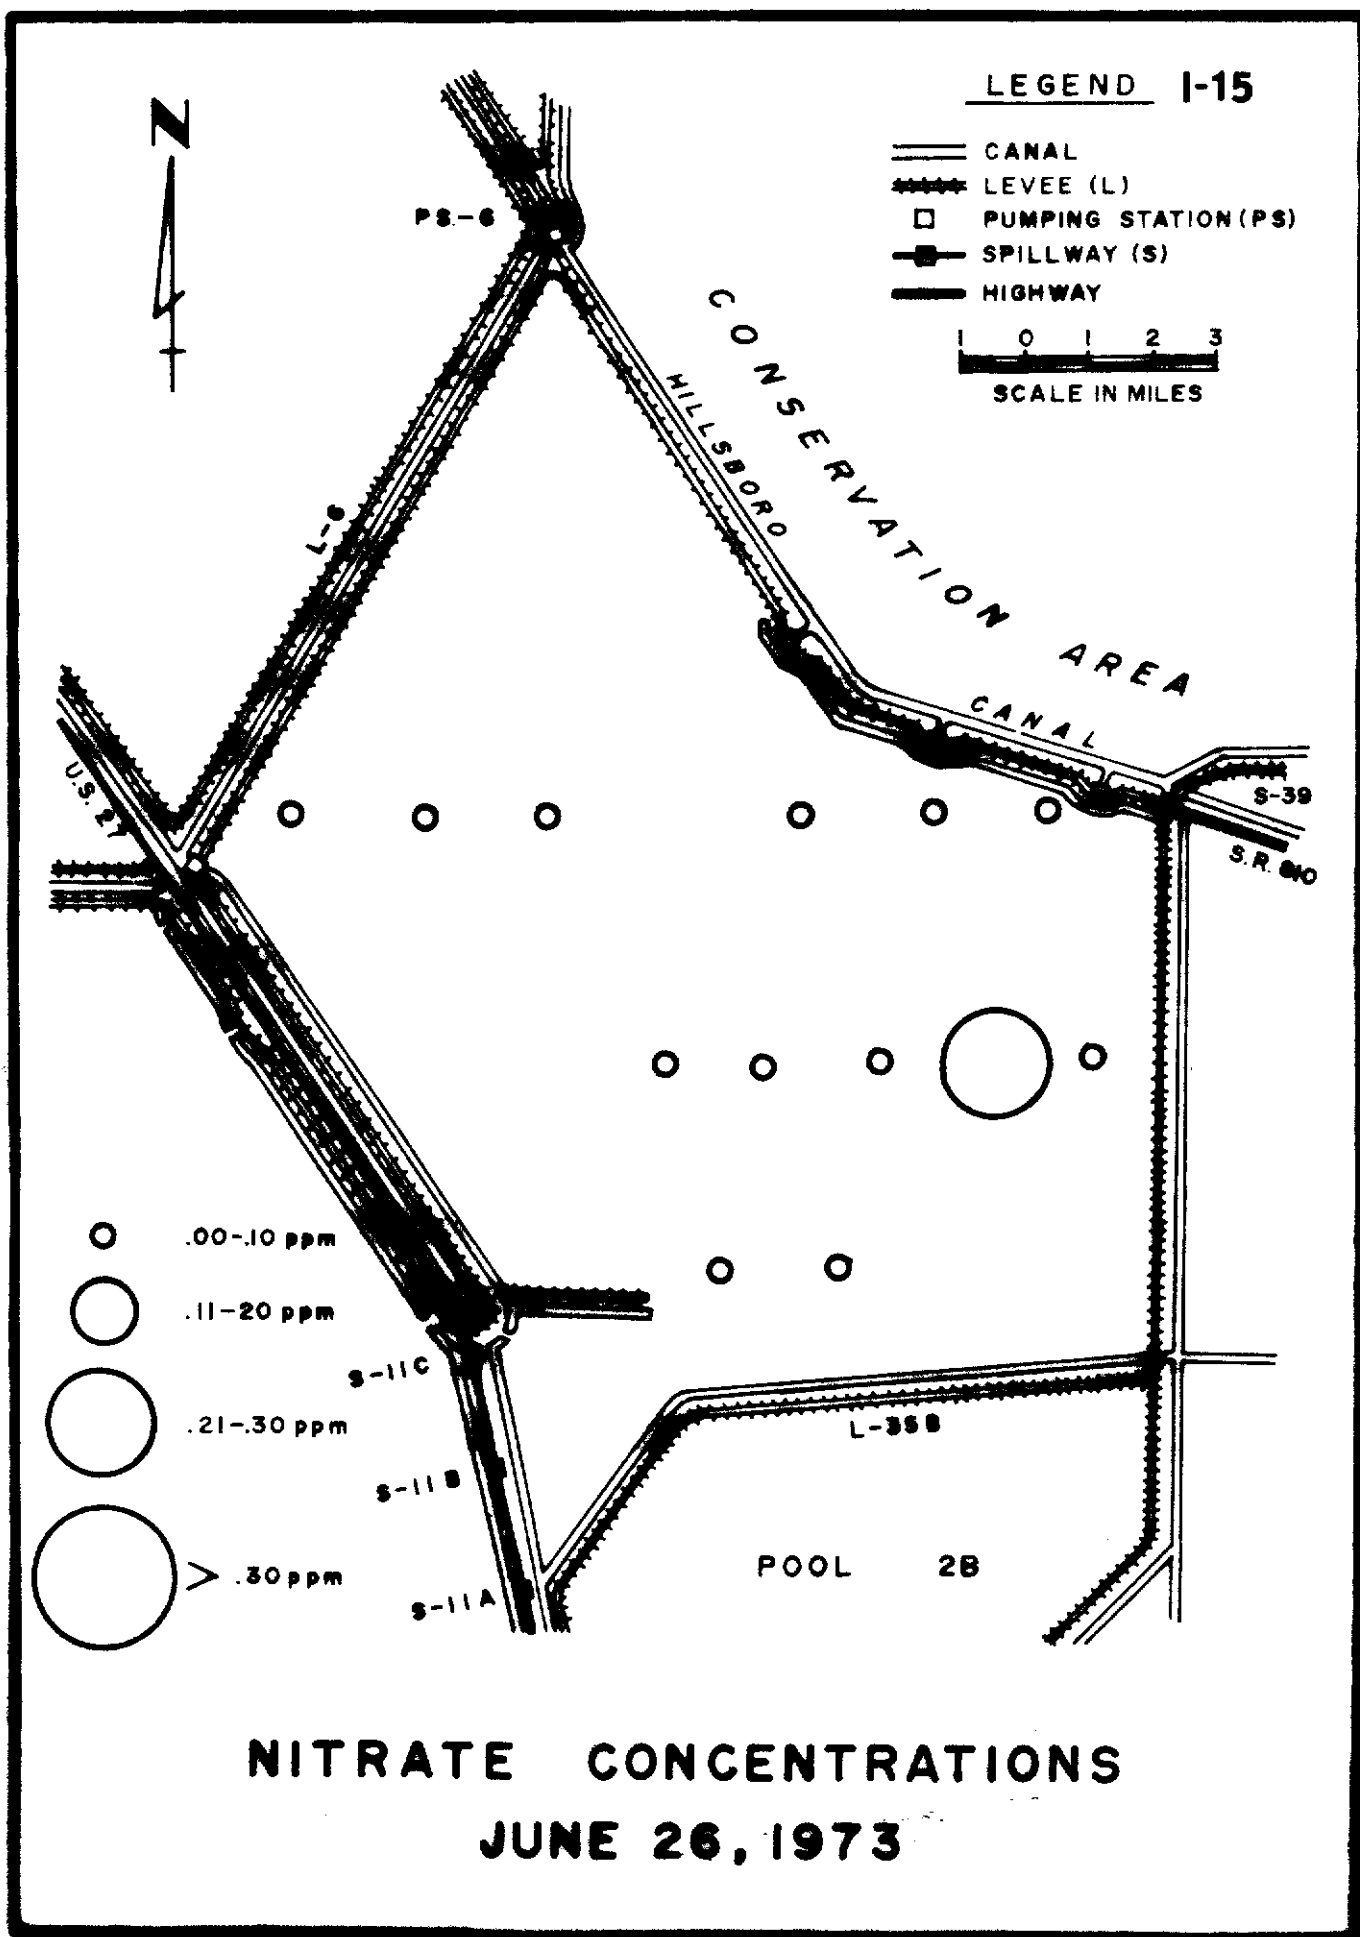 N
LEGEND I-15
CANAL
LEVEE (L)
PUMPING STATION (PS)
SPILLWAY (S)
HIGHWAY
1 0 1 2 3
SCALE IN MILES
PS.-6
CONSERVATION AREA
HILLSBORO CANAL
L-6
U.S. 27
S-39
S.R. 810
.00-.10 ppm
.11-20 ppm
.21-.30 ppm
> .30 ppm
S-11C
S-11B
S-11A
L-35B
POOL 2B
NITRATE CONCENTRATIONS
JUNE 26, 1973